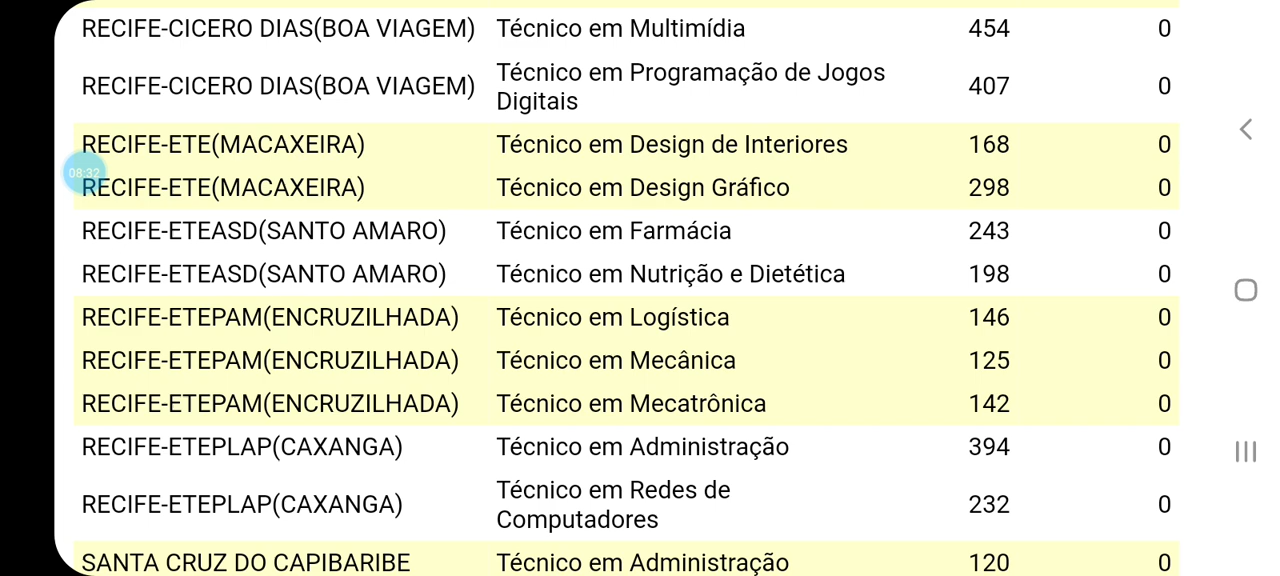 RECIFE-CICERO DIAS(BOA VIAGEM) Técnico em Multimídia 454 0
RECIFE-CICERO DIAS(BOA VIAGEM) Técnico em Programação de Jogos
Digitais 407 0
RECIFE-ETE(MACAXEIRA) Técnico em Design de Interiores 168 0
08:32
RECIFE-ETE(MACAXEIRA) Técnico em Design Gráfico 298 0
RECIFE-ETEASD(SANTO AMARO) Técnico em Farmácia 243 0
RECIFE-ETEASD(SANTO AMARO) Técnico em Nutrição e Dietética 198 0
RECIFE-ETEPAM(ENCRUZILHADA) Técnico em Logística 146 0
RECIFE-ETEPAM(ENCRUZILHADA) Técnico em Mecânica 125 0
RECIFE-ETEPAM(ENCRUZILHADA) Técnico em Mecatrônica 142 0
RECIFE-ETEPLAP(CAXANGA) Técnico em Administração 394 0
RECIFE-ETEPLAP(CAXANGA) Técnico em Redes de
Computadores 232 0
SANTA CRUZ DO CAPIBARIBE Técnico em Administração 120 0